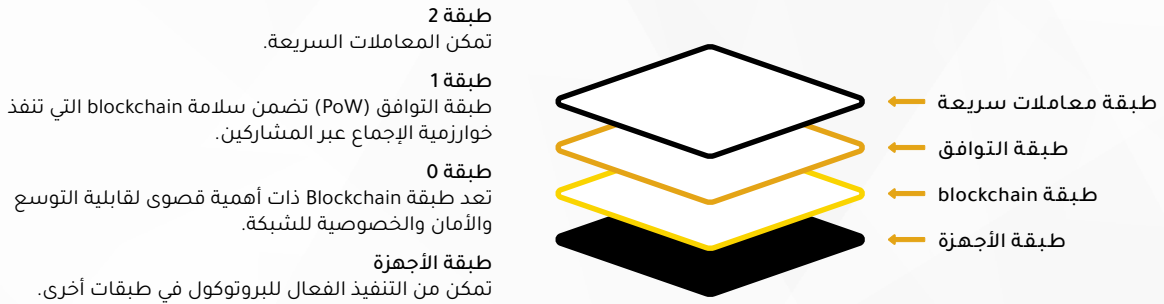 طبقة 2
تمكن المعاملات السريعة.
طبقة 1
طبقة التوافق (PoW) تضمن سلامة blockchain التي تنفذ
خوارزمية الإجماع عبر المشاركين.
طبقة 0
تعد طبقة Blockchain ذات أهمية قصوى لقابلية التوسع
والأمان والخصوصية للشبكة.
طبقة الأجهزة
تمكن من التنفيذ الفعال للبروتوكول في طبقات أخرى.
طبقة معاملات سريعة
طبقة التوافق
طبقة blockchain
طبقة الأجهزة